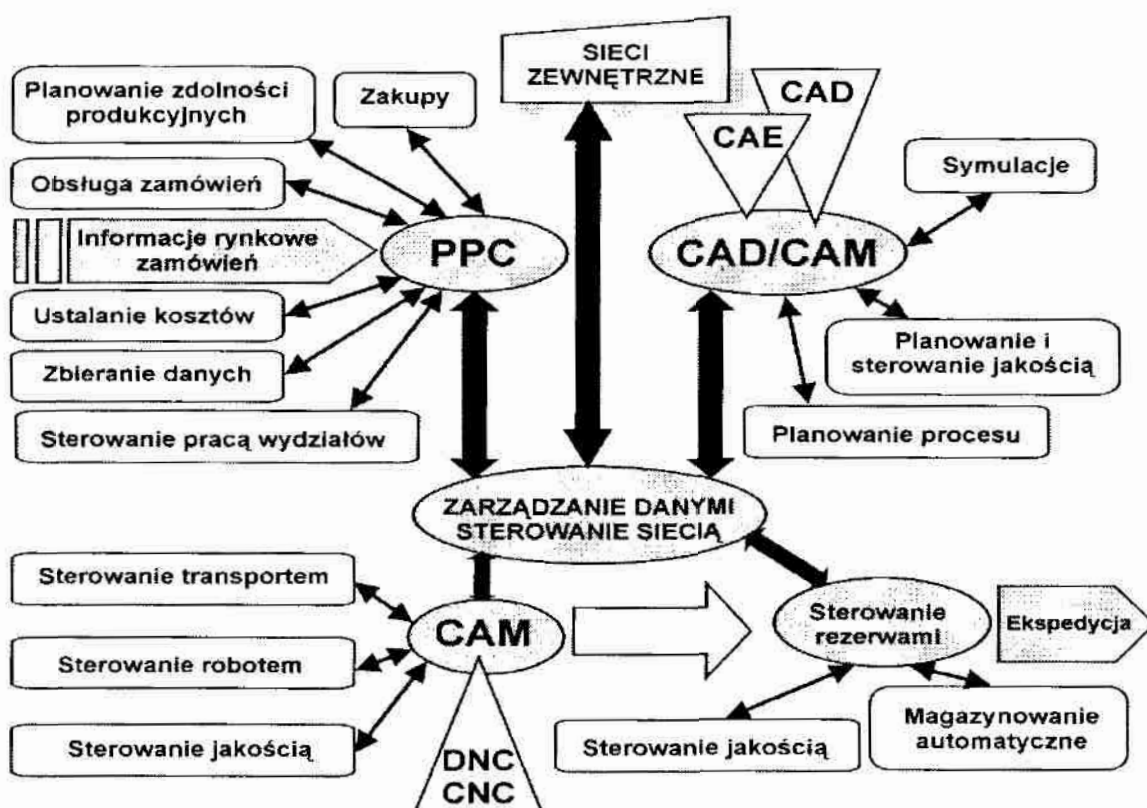 SIECI
ZEWNĘTRZNE
Planowanie zdolności
produkcyjnych
Zakupy
CAD
CAE
Symulacje
Obsługa zamówień
Informacje rynkowe
zamówień
PPC
CAD/CAM
Ustalanie kosztów
Planowanie i
sterowanie jakością
Zbieranie danych
Sterowanie pracą wydziałów
Planowanie procesu
ZARZĄDZANIE DANYMI
STEROWANIE SIECIĄ
Sterowanie transportem
CAM
Sterowanie
rezerwami
Ekspedycja
Sterowanie robotem
Sterowanie jakością
DNC
CNC
Sterowanie jakością
Magazynowanie
automatyczne